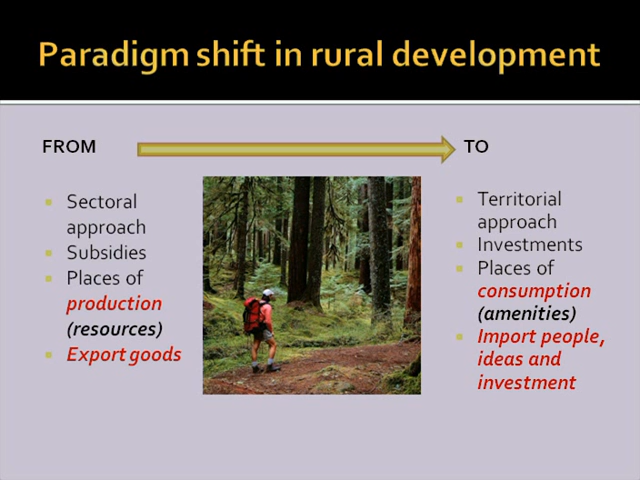 Paradigm shift in rural development
FROM
TO
Sectoral
approach
Subsidies
Places of
production
(resources)
Export goods
Territorial
approach
Investments
Places of
consumption
(amenities)
Import people,
ideas and
investment